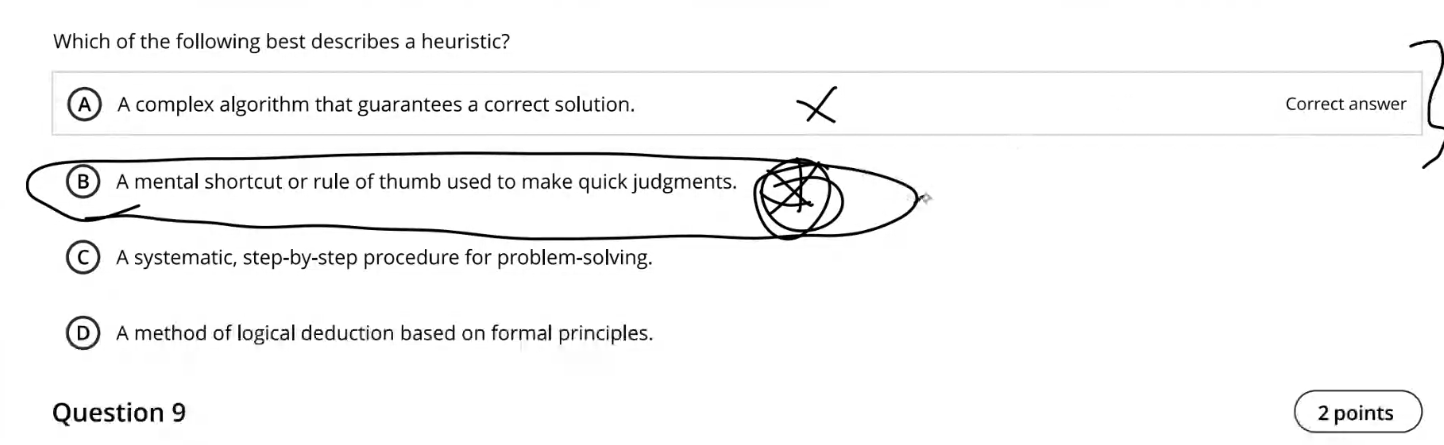 Which of the following best describes a heuristic?
A A complex algorithm that guarantees a correct solution. Correct answer
B A mental shortcut or rule of thumb used to make quick judgments.
C A systematic, step-by-step procedure for problem-solving.
D A method of logical deduction based on formal principles.
Question 9 2 points